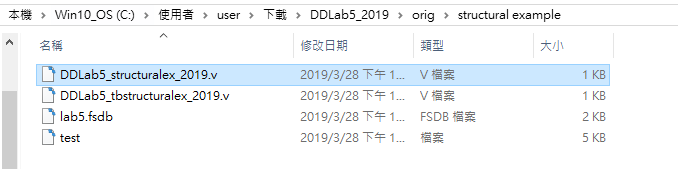 本機 > Win10_OS (C:) > 使用者 > user > 下載 > DDLab5_2019 > orig > structural example
名稱 修改日期 類型 大小
DDLab5_structuralex_2019.v 2019/3/28 下午 1... V 檔案 1 KB
DDLab5_tbstructuralex_2019.v 2019/3/28 下午 1... V 檔案 1 KB
lab5.fsdb 2019/3/28 下午 1... FSDB 檔案 2 KB
test 2019/3/28 下午 1... 檔案 5 KB